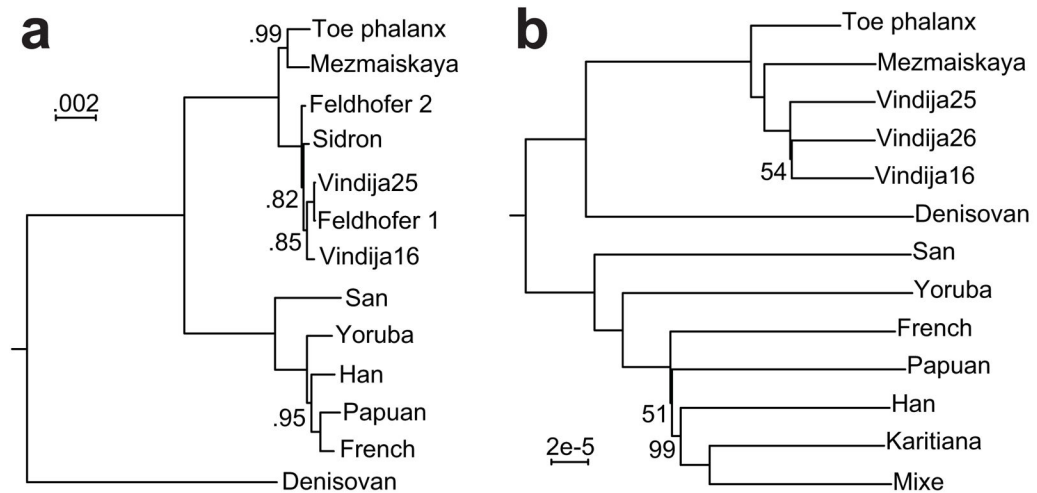 a
.99
Toe phalanx
Mezmaiskaya
.002
Feldhofer 2
Sidron
Vindija25
.82
Feldhofer 1
.85
Vindija16
San
Yoruba
Han
.95
Papuan
French
Denisovan
b
Toe phalanx
Mezmaiskaya
Vindija25
Vindija26
54
Vindija16
Denisovan
San
Yoruba
French
Papuan
51
Han
2e-5
99
Karitiana
Mixe